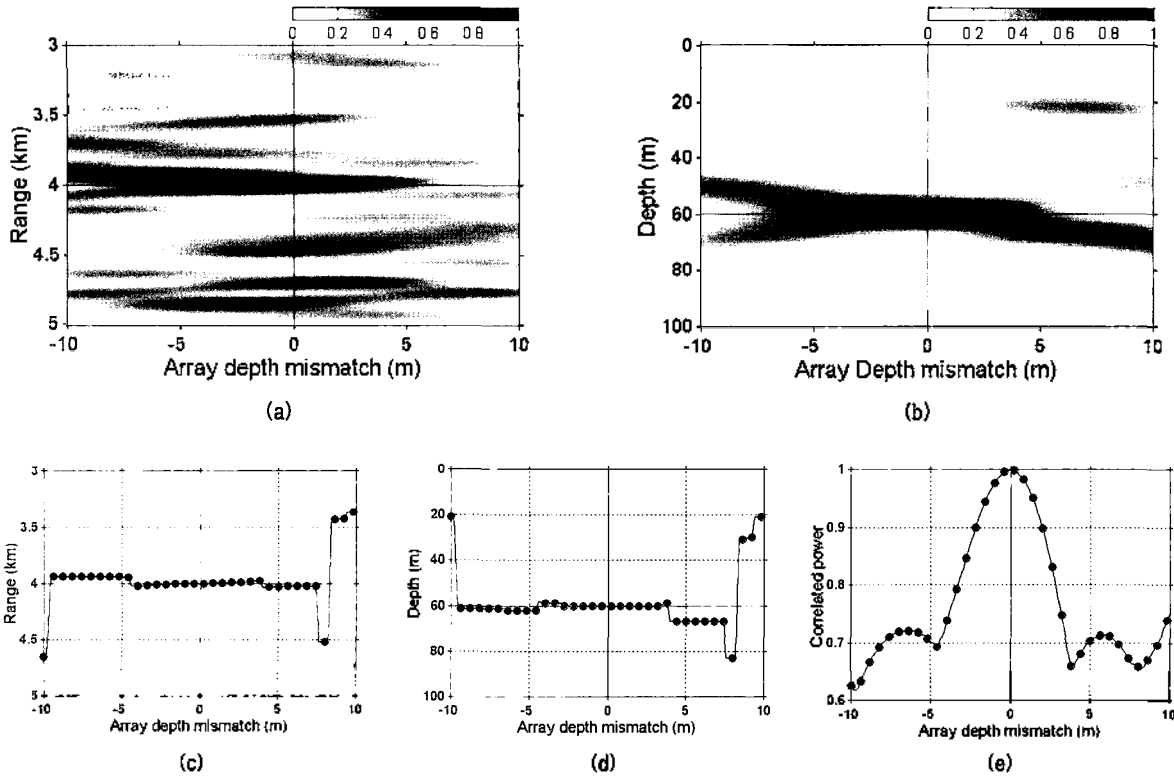 0 0.2 0.4 0.6 0.8 1
3
3.5
4
4.5
5
Range (km)
-10 -5 0 5 10
Array depth mismatch (m)
(a)
0 0.2 0.4 0.6 0.8 1
0
20
40
60
80
100
Depth (m)
-10 -5 0 5 10
Array Depth mismatch (m)
(b)
3
3.5
4
4.5
5
Range (km)
-10 -5 0 5 10
Array depth mismatch (m)
(c)
0
20
40
60
80
100
Depth (m)
-10 -5 0 5 10
Array depth mismatch (m)
(d)
1
0.9
0.8
0.7
0.6
Correlated power
-10 -5 0 5 10
Array depth mismatch (m)
(e)